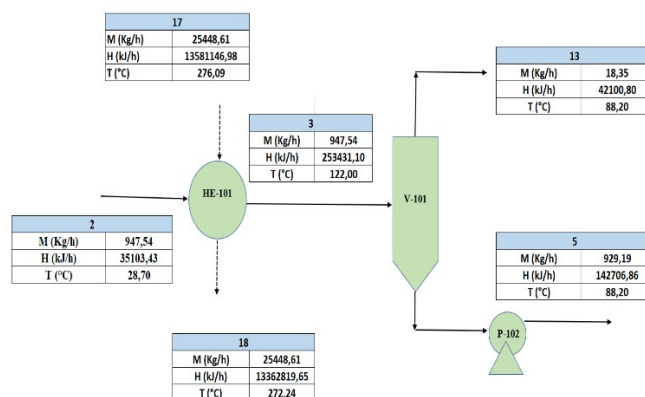 17
M (Kg/h) 25448,61
H (kJ/h) 13581146,98
T (°C) 276,09
13
M (Kg/h) 18,35
H (kJ/h) 42100,80
T (°C) 88,20
3
M (Kg/h) 947,54
H (kJ/h) 253431,10
T (°C) 122,00
HE-101
V-101
2
M (Kg/h) 947,54
H (kJ/h) 35103,43
T (°C) 28,70
5
M (Kg/h) 929,19
H (kJ/h) 142706,86
T (°C) 88,20
P-102
18
M (Kg/h) 25448,61
H (kJ/h) 13362819,65
T (°C) 272,24